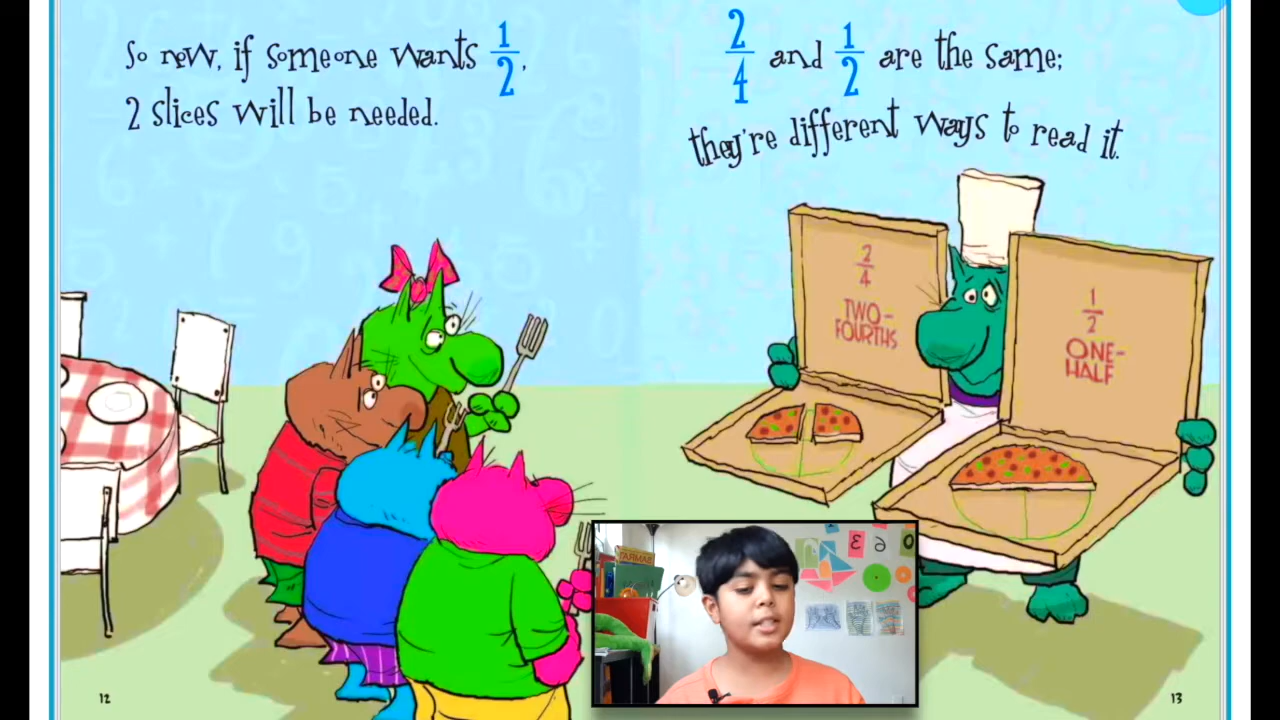 So now, if someone wants 1/2,
2 slices will be needed.
2/4 and 1/2 are the same;
they're different ways to read it.
2/4
TWO-
FOURTHS
1/2
ONE-
HALF
12
13